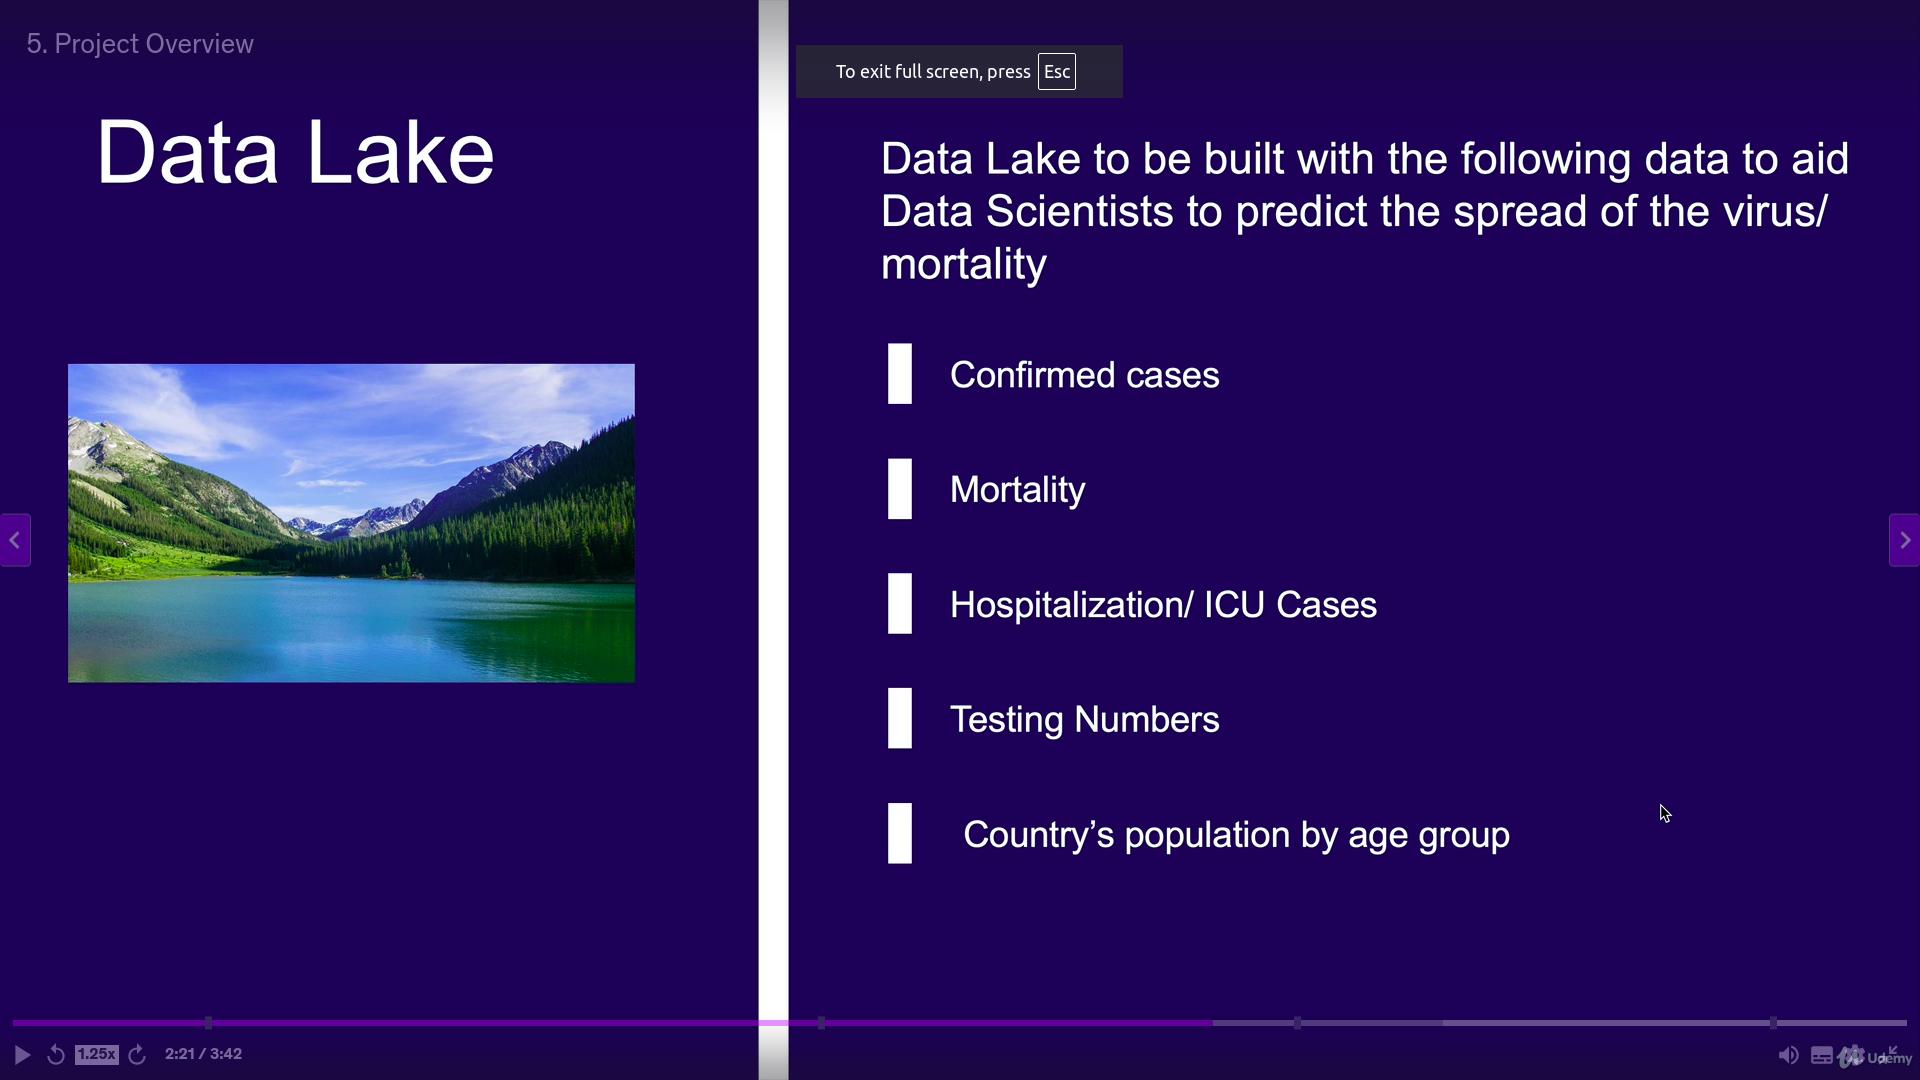 5. Project Overview
To exit full screen, press Esc
Data Lake
Data Lake to be built with the following data to aid
Data Scientists to predict the spread of the virus/
mortality
Confirmed cases
Mortality
Hospitalization/ ICU Cases
Testing Numbers
Country’s population by age group
1.25x
2:21 / 3:42
Udemy